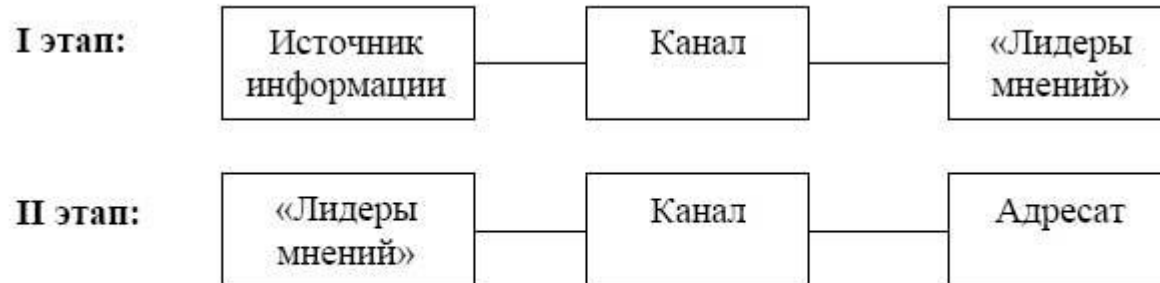 I этап:
Источник
информации
Канал
«Лидеры
мнений»
II этап:
«Лидеры
мнений»
Канал
Адресат